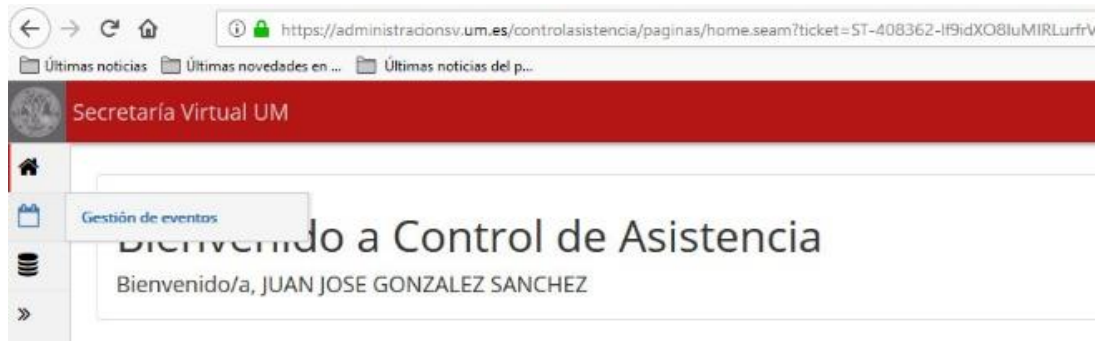 https://administracionsv.um.es/controlasistencia/paginas/home.seam?ticket=ST-408362-
Últimas noticias Últimas novedades en ... Últimas noticias del p...
Secretaría Virtual UM
Gestión de eventos
Bienvenido a Control de Asistencia
Bienvenido/a, JUAN JOSE GONZALEZ SANCHEZ